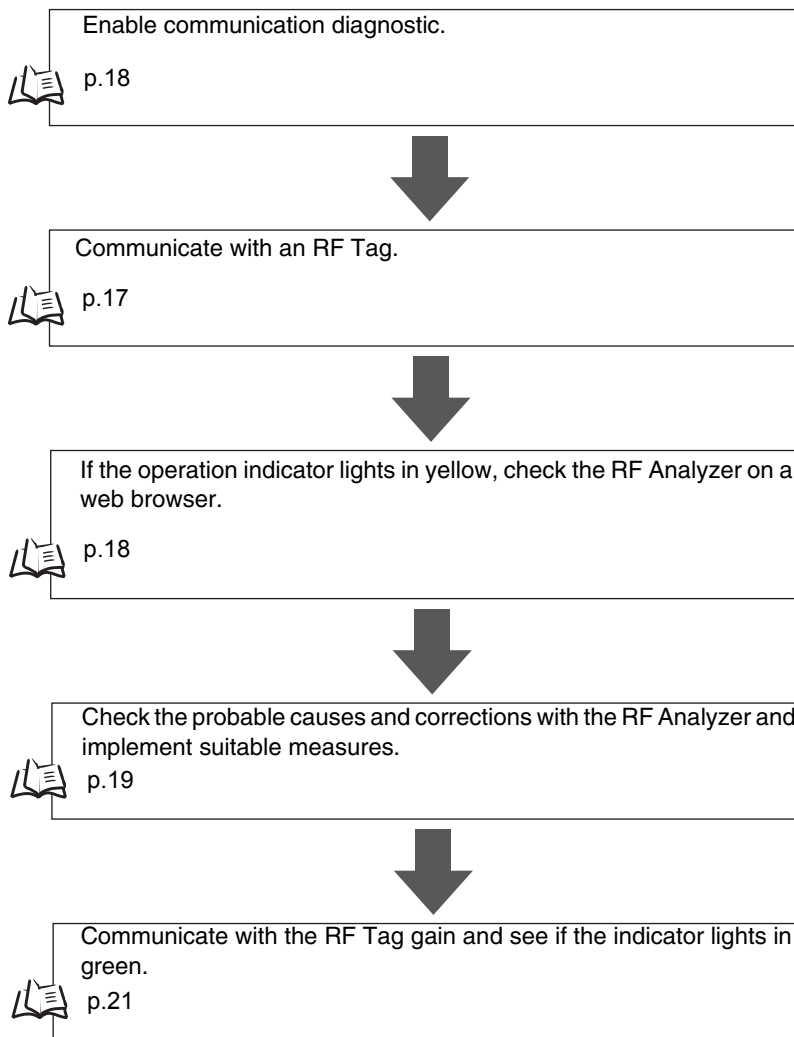 Enable communication diagnostic.
p.18
Communicate with an RF Tag.
p.17
If the operation indicator lights in yellow, check the RF Analyzer on a
web browser.
p.18
Check the probable causes and corrections with the RF Analyzer and
implement suitable measures.
p.19
Communicate with the RF Tag gain and see if the indicator lights in
green.
p.21